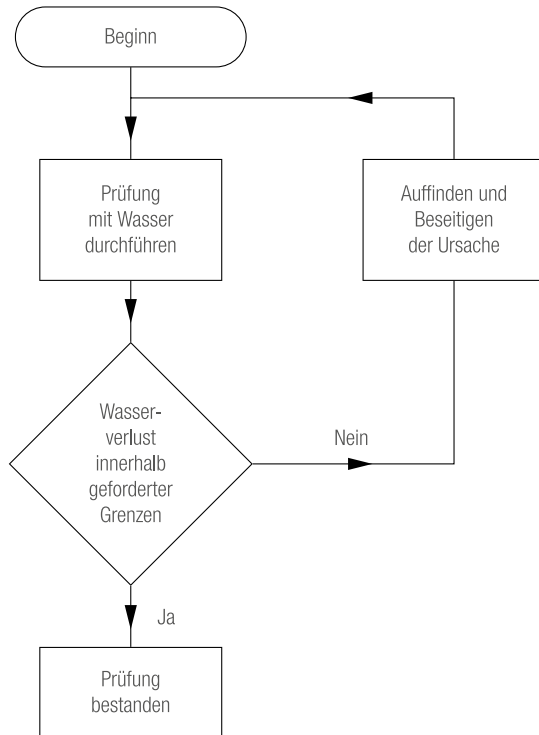 Beginn
Prüfung
mit Wasser
durchführen
Auffinden und
Beseitigen
der Ursache
Wasser-
verlust
innerhalb
geforderter
Grenzen
Nein
Ja
Prüfung
bestanden